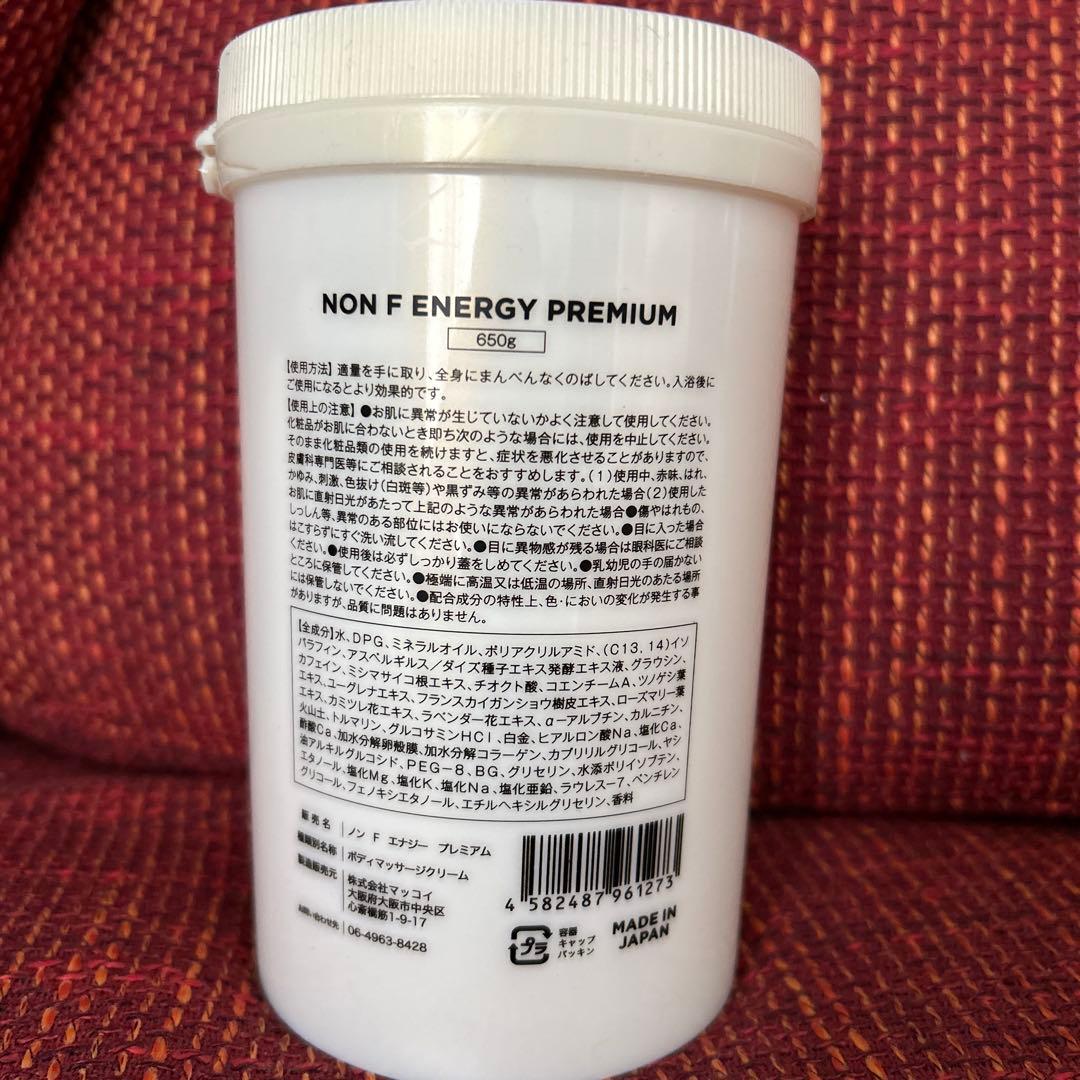 NON F ENERGY PREMIUM
650g
【使用方法】適量を手に取り、全身にまんべんなくのばしてください。入浴後に
ご使用になるとより効果的です。
【使用上の注意】●お肌に異常が生じていないかよく注意して使用してください。
化粧品がお肌に合わないとき即ち次のような場合には、使用を中止してください。
そのまま化粧品類の使用を続けますと、症状を悪化させることがありますので、
皮膚科専門医等にご相談されることをおすすめします。(1)使用中、赤味、はれ、
かゆみ、刺激、色抜け(白斑等)や黒ずみ等の異常があらわれた場合(2)使用した
お肌に直射日光があたって上記のような異常があらわれた場合●傷やはれもの、
しっしん等、異常のある部位にはお使いにならないでください。●目に入った場合
はこすらずにすぐ洗い流してください。●目に異物感が残る場合は眼科医にご相談
ください。●使用後は必ずしっかり蓋をしめてください。●乳幼児の手の届かない
ところに保管してください。●極端に高温又は低温の場所、直射日光のあたる場所
には保管しないでください。●配合成分の特性上、色・においの変化が発生する事
がありますが、品質に問題はありません。
【全成分】水、DPG、ミネラルオイル、ポリアクリルアミド、(C13,14)イソ
パラフィン、アスペルギルス/ダイズ種子エキス発酵エキス液、グラウシン、
カフェイン、ミシマサイコ根エキス、チオクト酸、コエンチームA、ツノゲシ葉
エキス、ユーグレナエキス、フランスカイガンショウ樹皮エキス、ローズマリー葉
エキス、カミツレ花エキス、ラベンダー花エキス、α-アルブチン、カルニチン、
火山土、トルマリン、グルコサミンHCl、白金、ヒアルロン酸Na、塩化Ca、
酢酸Ca、加水分解卵殻膜、加水分解コラーゲン、カプリリルグリコール、ヤシ
油アルキルグルコシド、PEG-8、BG、グリセリン、水添ポリイソブテン、
エタノール、塩化Mg、塩化K、塩化Na、塩化亜鉛、ラウレス-7、ペンチレン
グリコール、フェノキシエタノール、エチルヘキシルグリセリン、香料
販売名 ノン F エナジー プレミアム
種類別名称 ボディマッサージクリーム
製造販売元 株式会社マッコイ
大阪府大阪市中央区
心斎橋筋1-9-17
お問い合わせ先 06-4963-8428
4 582487 961273
プラ
容器
キャップ
パッキン
MADE IN
JAPAN